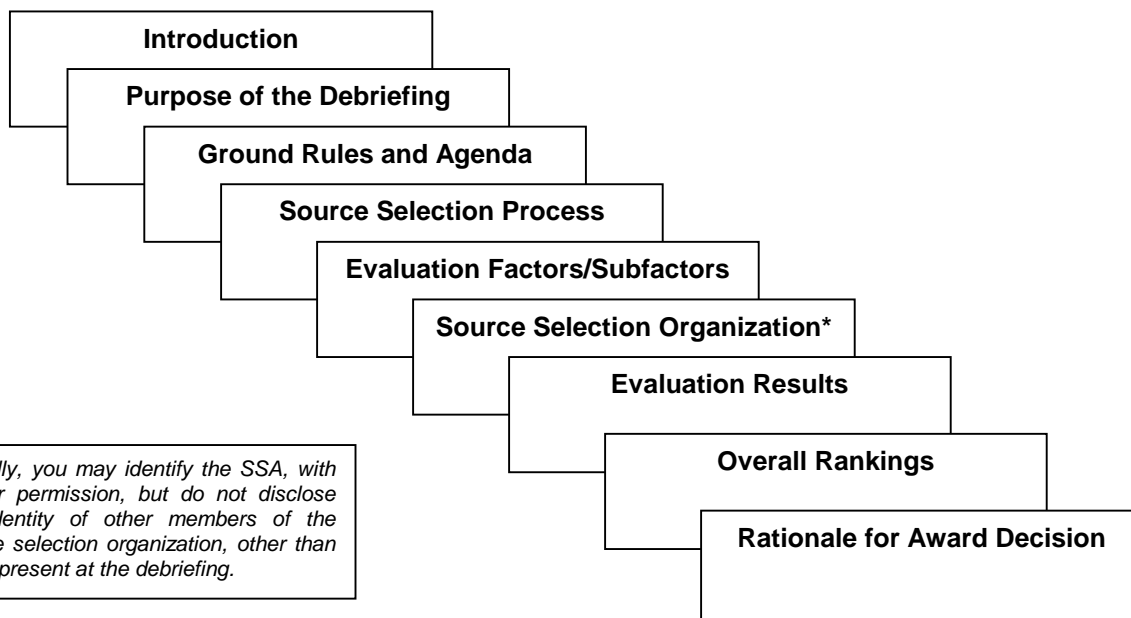 Introduction
Purpose of the Debriefing
Ground Rules and Agenda
Source Selection Process
Evaluation Factors/Subfactors
Source Selection Organization*
Evaluation Results
Overall Rankings
Rationale for Award Decision
you may identify the SSA, with
permission, but do not disclose
of other members of the
selection organization, other than
present at the debriefing.